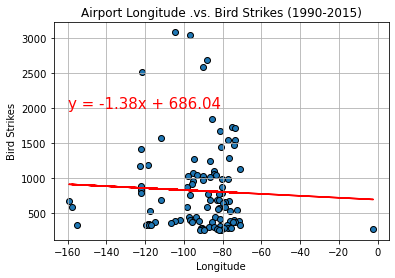 Airport Longitude .vs. Bird Strikes (1990-2015)
3000
2500
2000
1500
1000
500
Bird Strikes
y = -1.38x + 686.04
−160 −140 −120 −100 −80 −60 −40 −20 0
Longitude